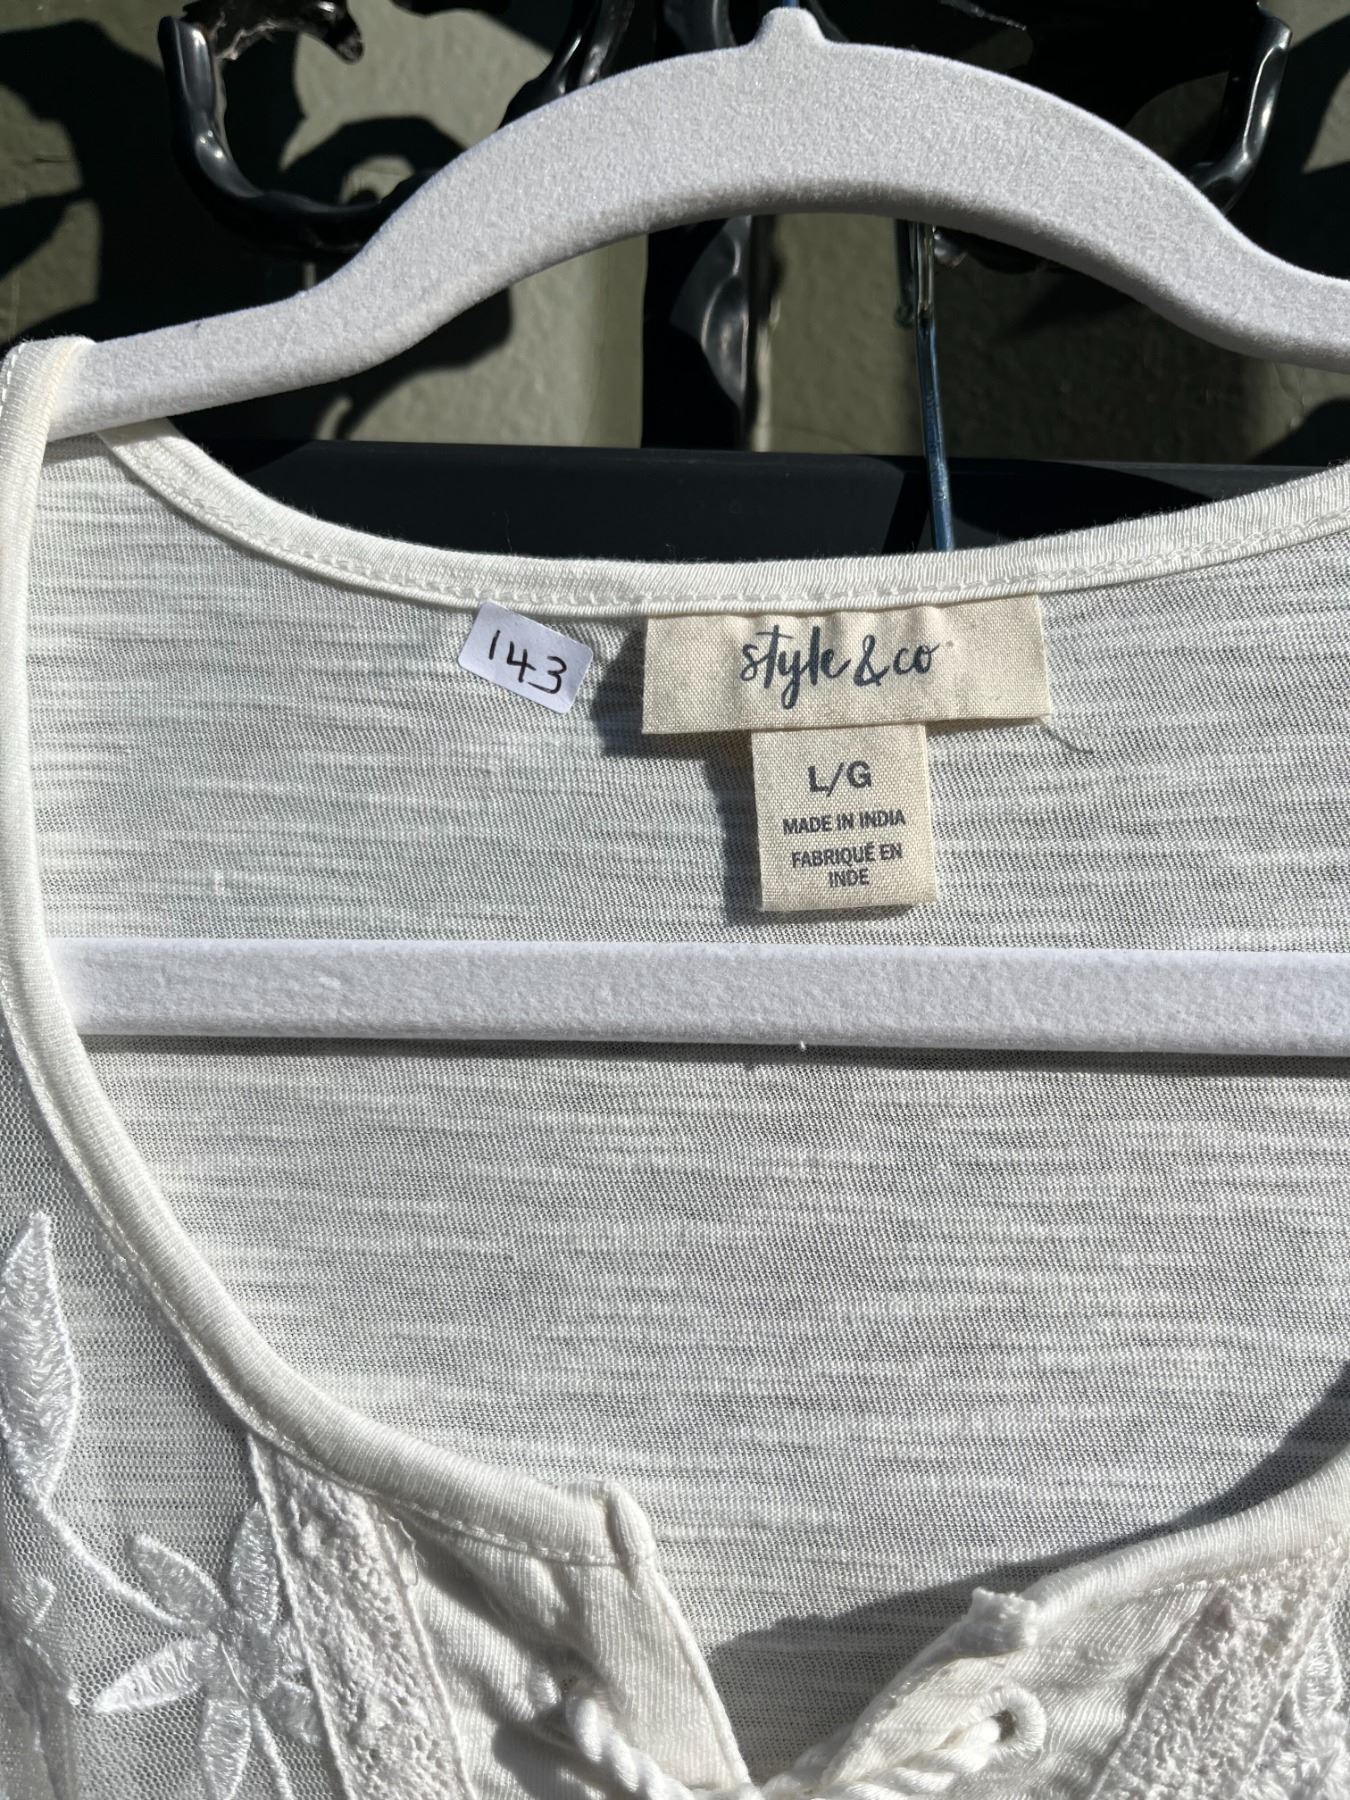 143
style & co
L/G
MADE IN INDIA
FABRIQUÉ EN
INDE